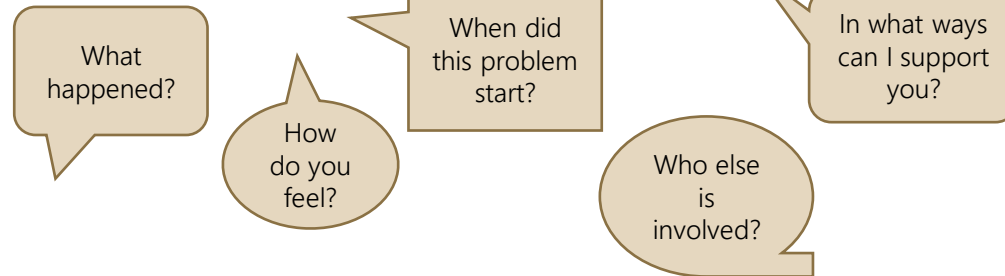 What
happened?
How
do you
feel?
When did
this problem
start?
Who else
is
involved?
In what ways
can I support
you?